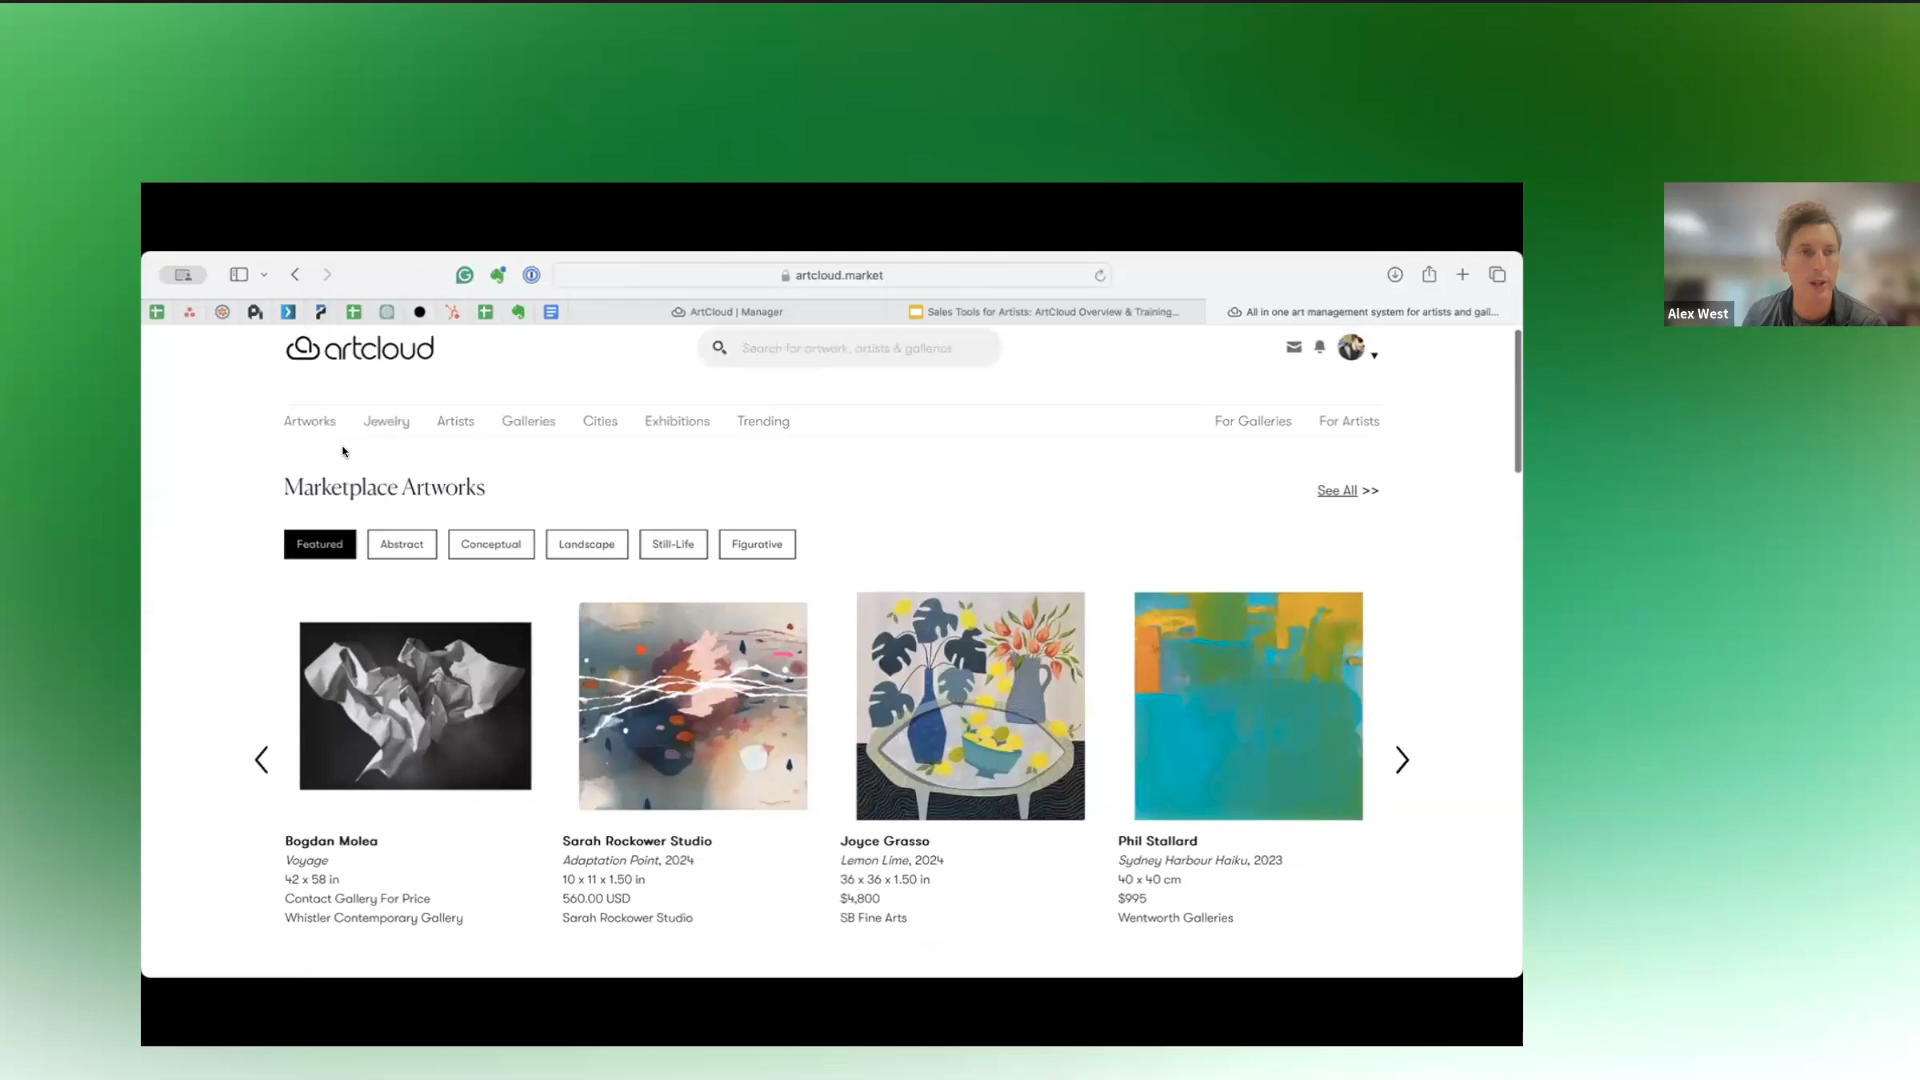 artcloud.market
ArtCloud | Manager
Sales Tools for Artists: ArtCloud Overview & Training...
All in one art management system for artists and gall...
artcloud
Search for artwork, artists & galleries
Alex West
Artworks
Jewelry
Artists
Galleries
Cities
Exhibitions
Trending
For Galleries
For Artists
Marketplace Artworks
See All >>
Featured
Abstract
Conceptual
Landscape
Still-Life
Figurative
Bogdan Molea
Voyage
42 x 58 in
Contact Gallery For Price
Whistler Contemporary Gallery
Sarah Rockower Studio
Adaptation Point, 2024
10 x 11 x 1.50 in
560.00 USD
Sarah Rockower Studio
Joyce Grasso
Lemon Lime, 2024
36 x 36 x 1.50 in
$4,800
SB Fine Arts
Phil Stallard
Sydney Harbour Haiku, 2023
40 x 40 cm
$995
Wentworth Galleries